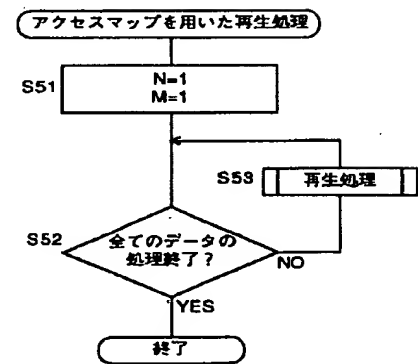 アクセスマップを用いた再生処理
S51
N=1
M=1
S53
再生処理
S52
全てのデータの
処理終了？
NO
YES
終了